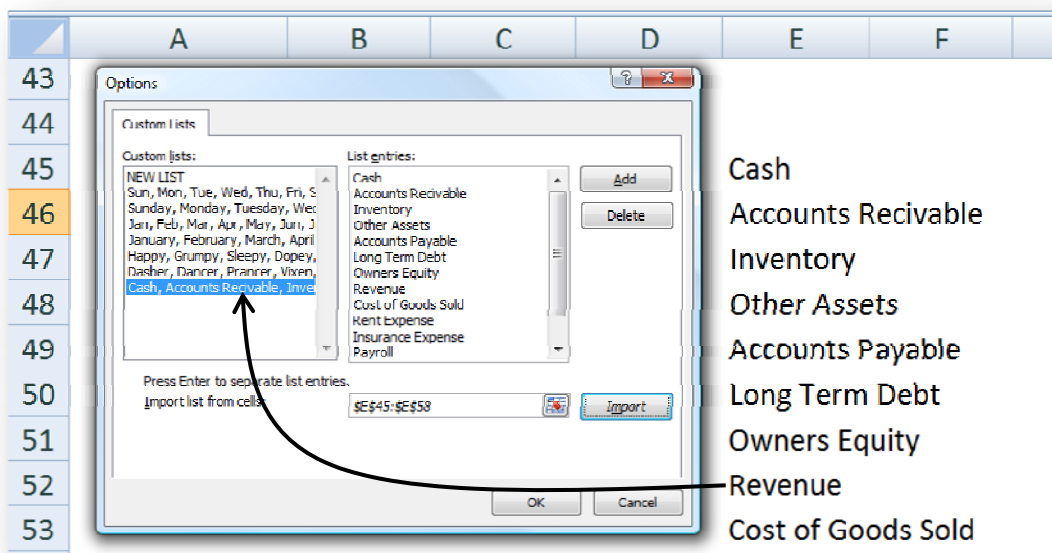 A B C D E F
43
Options
44
Custom Lists
Custom lists: List entries:
45
NEW LIST
Sun, Mon, Tue, Wed, Thu, Fri, S
Sunday, Monday, Tuesday, Wed
Jan, Feb, Mar, Apr, May, Jun, J
January, February, March, April
Happy, Grumpy, Sleepy, Dopey,
Dasher, Dancer, Prancer, Vixen,
Cash, Accounts Recivable, Inven
Cash
Accounts Recivable
Inventory
Other Assets
Accounts Payable
Long Term Debt
Owners Equity
Revenue
Cost of Goods Sold
Rent Expense
Insurance Expense
Payroll
Add
Delete
Cash
46 Accounts Recivable
47 Inventory
48 Other Assets
49 Accounts Payable
Press Enter to separate list entries.
Import list from cells: $E$45:$E$58 Import
50 Long Term Debt
51 Owners Equity
52 Revenue
OK Cancel
53 Cost of Goods Sold